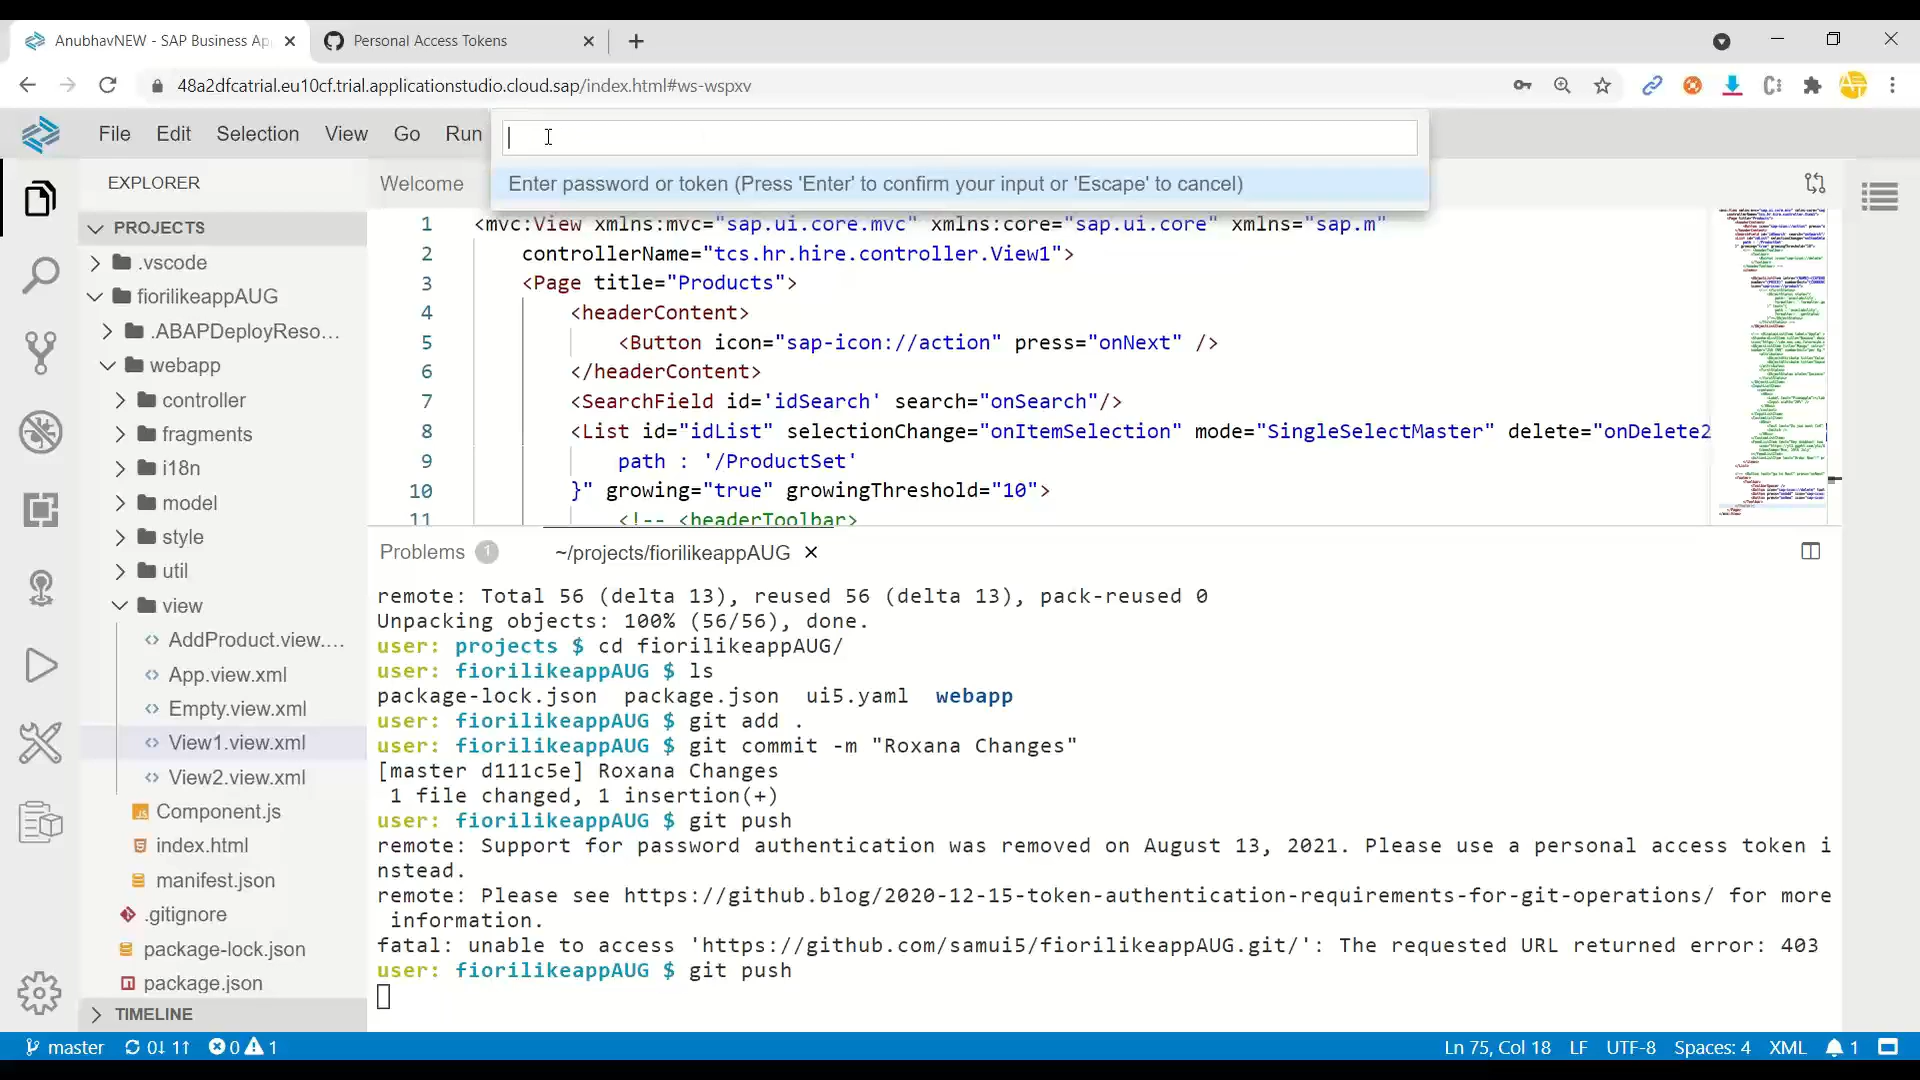 AnubhavNEW - SAP Business Ap
Personal Access Tokens
48a2dfcatrial.eu10cf.trial.applicationstudio.cloud.sap/index.html#ws-wspxv
File Edit Selection View Go Run
Enter password or token (Press 'Enter' to confirm your input or 'Escape' to cancel)
EXPLORER
Welcome
PROJECTS
.vscode
fiorilikeappAUG
.ABAPDeployReso...
webapp
controller
fragments
i18n
model
style
util
view
AddProduct.view....
App.view.xml
Empty.view.xml
View1.view.xml
View2.view.xml
Component.js
index.html
manifest.json
.gitignore
package-lock.json
package.json
TIMELINE
1 <mvc:View xmlns:mvc="sap.ui.core.mvc" xmlns:core="sap.ui.core" xmlns="sap.m"
2 controllerName="tcs.hr.hire.controller.View1">
3 <Page title="Products">
4 <headerContent>
5 <Button icon="sap-icon://action" press="onNext" />
6 </headerContent>
7 <SearchField id='idSearch' search="onSearch"/>
8 <List id="idList" selectionChange="onItemSelection" mode="SingleSelectMaster" delete="onDelete2
9 path : '/ProductSet'
10 }" growing="true" growingThreshold="10">
11 <!-- <headerToolbar>
Problems 1
~/projects/fiorilikeappAUG
remote: Total 56 (delta 13), reused 56 (delta 13), pack-reused 0
Unpacking objects: 100% (56/56), done.
user: projects $ cd fiorilikeappAUG/
user: fiorilikeappAUG $ ls
package-lock.json package.json ui5.yaml webapp
user: fiorilikeappAUG $ git add .
user: fiorilikeappAUG $ git commit -m "Roxana Changes"
[master d111c5e] Roxana Changes
1 file changed, 1 insertion(+)
user: fiorilikeappAUG $ git push
remote: Support for password authentication was removed on August 13, 2021. Please use a personal access token i
nstead.
remote: Please see https://github.blog/2020-12-15-token-authentication-requirements-for-git-operations/ for more
information.
fatal: unable to access 'https://github.com/samui5/fiorilikeappAUG.git/': The requested URL returned error: 403
user: fiorilikeappAUG $ git push
master 0↓ 1↑ 0 1
Ln 75, Col 18 LF UTF-8 Spaces: 4 XML 1